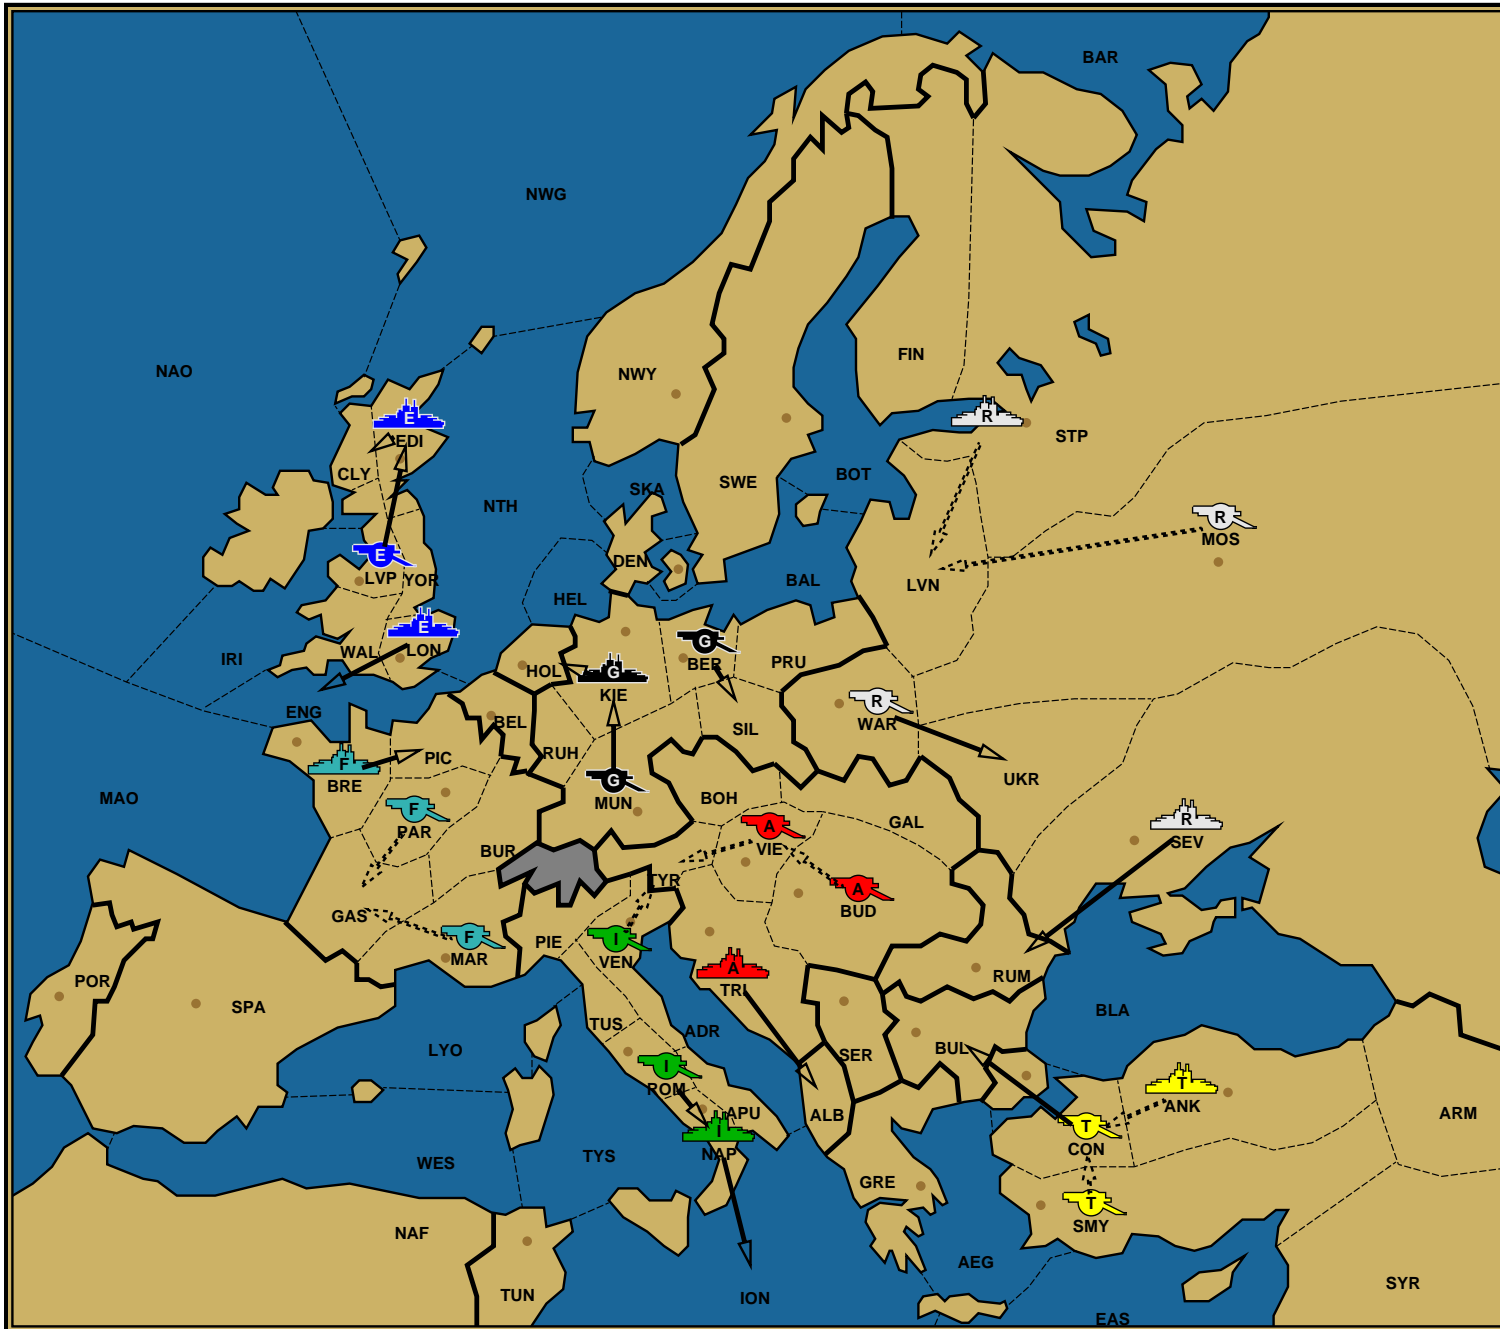 BAR
NWG
NAO
FIN
NWY
E
R
STP
EDI
CLY
BOT
SWE
SKA
NTH
R
MOS
E
LVP
YOR
DEN
BAL
LVN
HEL
E
LON
WAL
IRI
G
BER
PRU
HOL
G
KIE
R
WAR
ENG
BEL
SIL
F
BRE
PIC
RUH
UKR
G
MUN
MAO
BOH
F
PAR
A
VIE
GAL
R
SEV
BUR
TYR
A
BUD
GAS
F
MAR
PIE
I
VEN
A
TRI
RUM
POR
SPA
BLA
TUS
ADR
LYO
SER
BUL
I
ROM
T
ANK
APU
ALB
ARM
I
NAP
T
CON
TYS
WES
GRE
T
SMY
NAF
AEG
TUN
ION
SYR
EAS